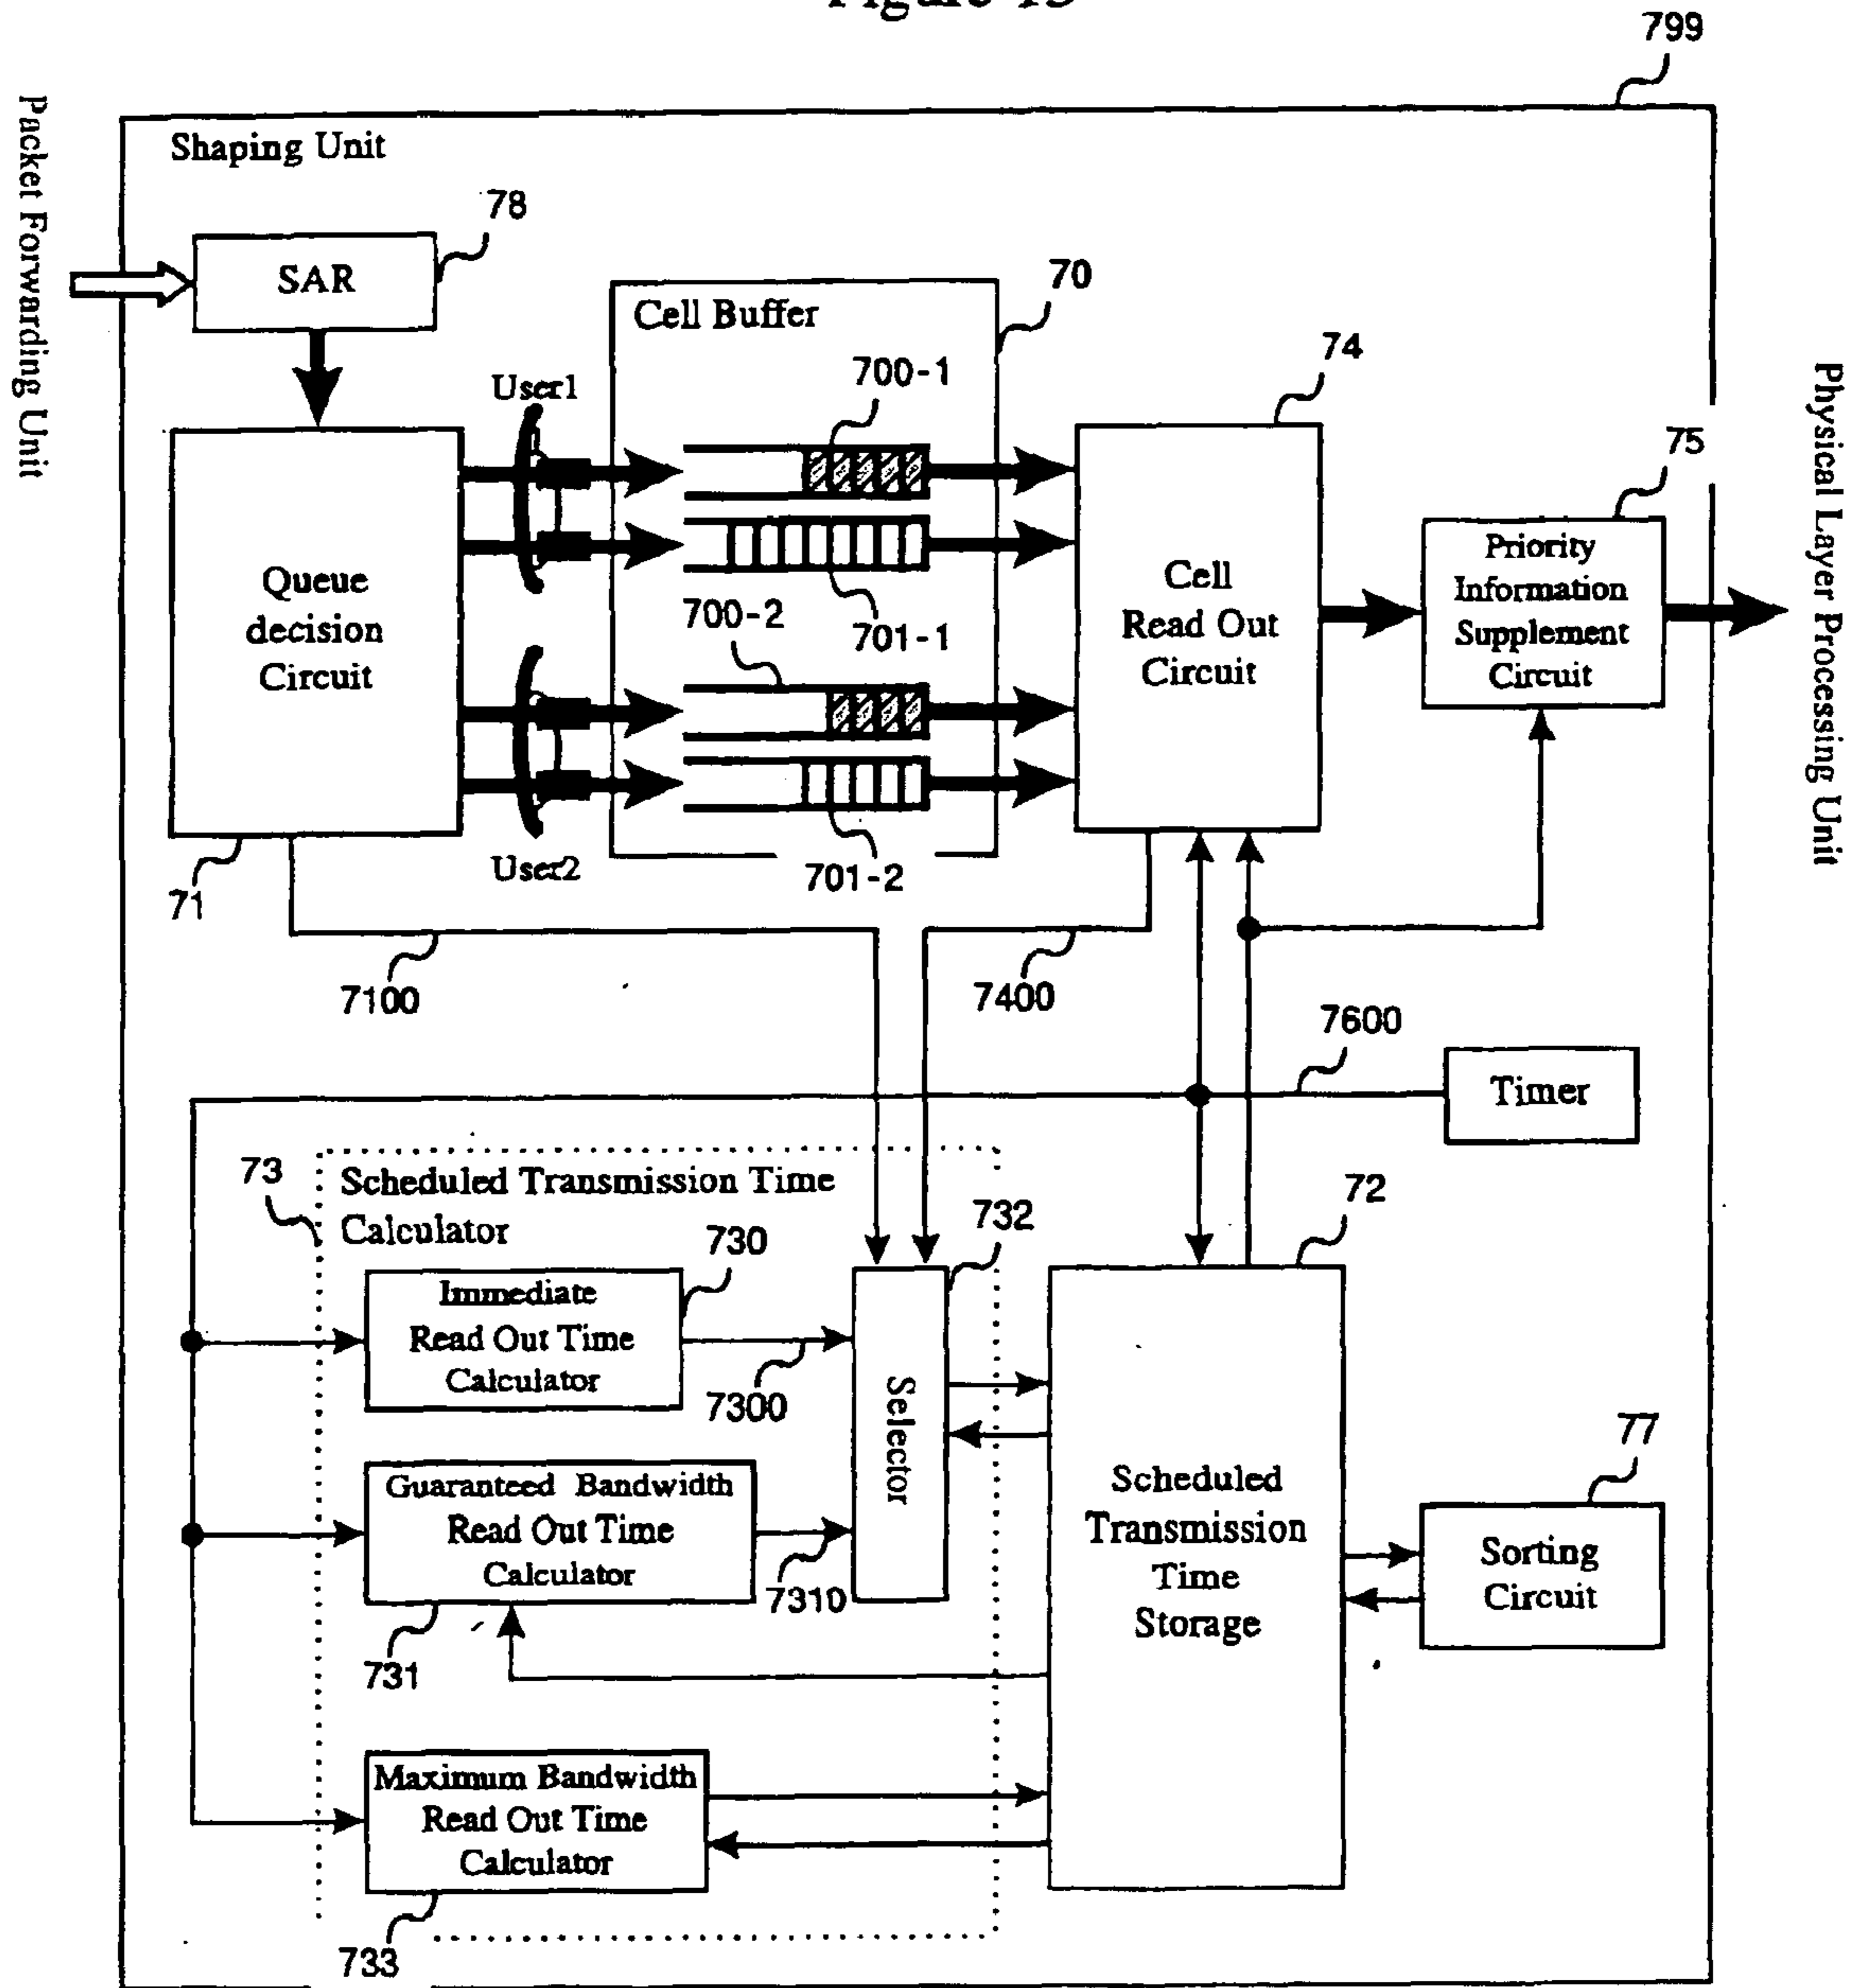 Figure 13
799
Packet Forwarding Unit
Shaping Unit
78
SAR
70
Cell Buffer
74
700-1
User1
75
Physical Layer Processing Unit
Queue
decision
Circuit
Cell
Read Out
Circuit
Priority
Information
Supplement
Circuit
700-2
701-1
User2
701-2
71
7100
7400
7600
Timer
73
Scheduled Transmission Time
Calculator
732
72
730
Immediate
Read Out Time
Calculator
7300
Selector
77
Guaranteed Bandwidth
Read Out Time
Calculator
7310
731
Scheduled
Transmission
Time
Storage
Sorting
Circuit
Maximum Bandwidth
Read Out Time
Calculator
733